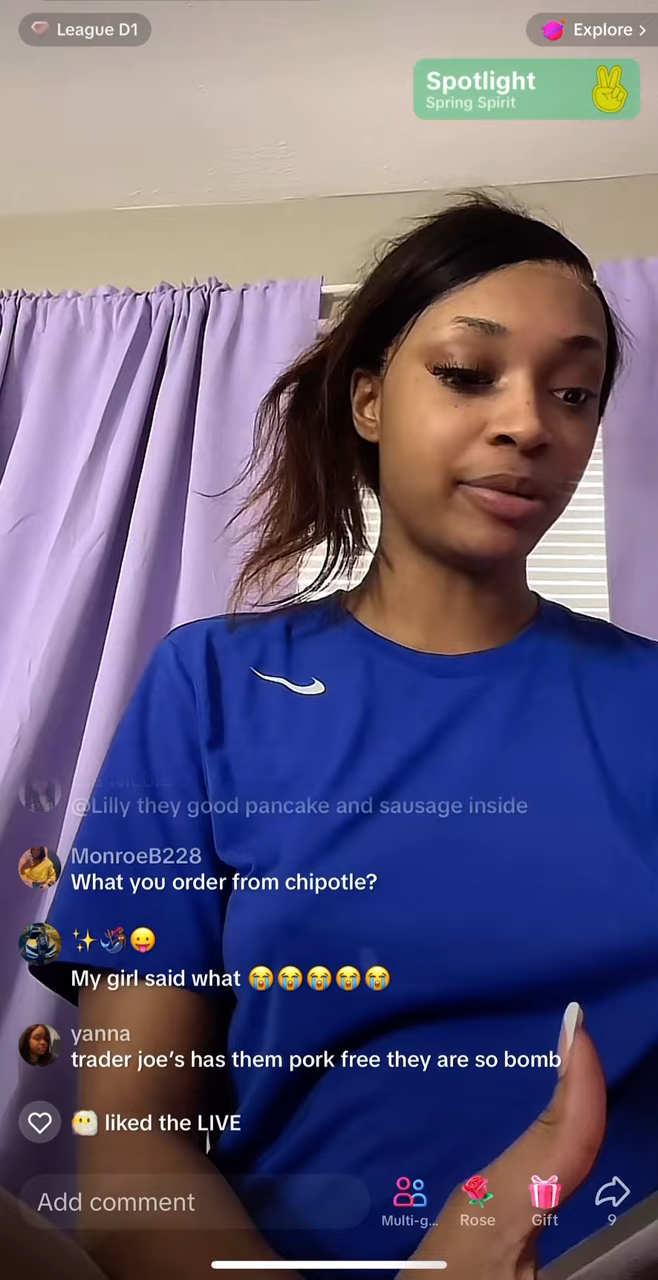 League D1
Explore >
Spotlight
Spring Spirit
@Lilly they good pancake and sausage inside
MonroeB228
What you order from chipotle?
✨🧜🏾‍♀️😛
My girl said what 😭😭😭😭😭
yanna
trader joe's has them pork free they are so bomb
liked the LIVE
Add comment
Multi-g...
Rose
Gift
9